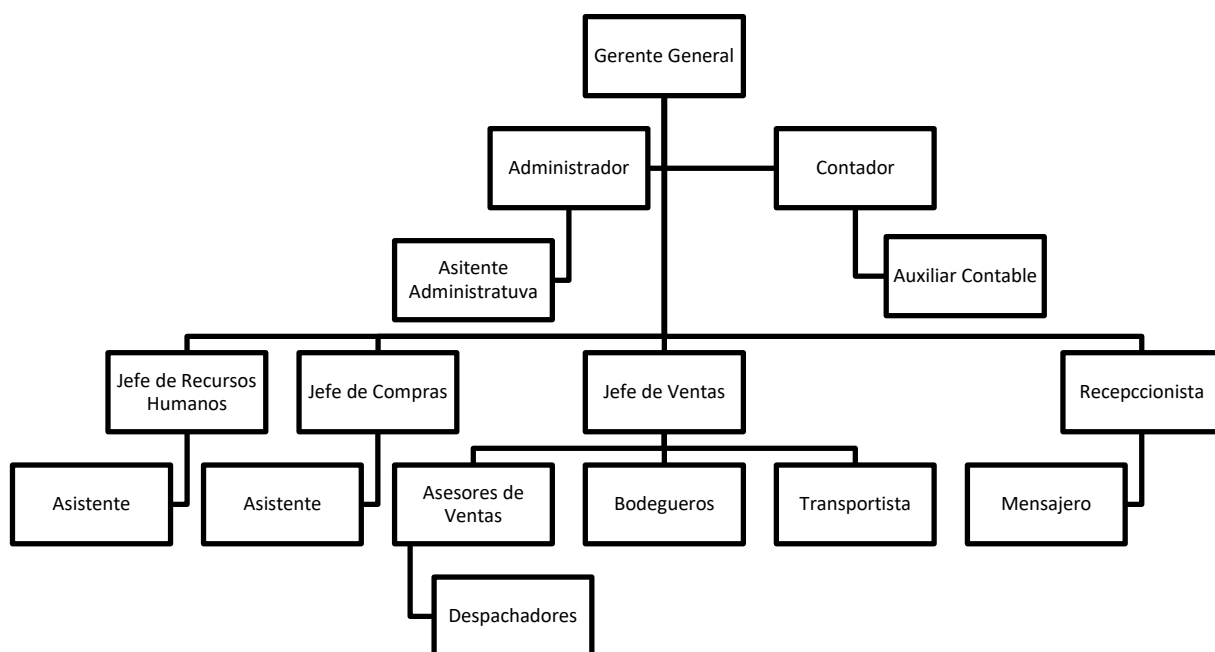 Gerente General
Administrador
Contador
Asitente
Administratuva
Auxiliar Contable
Jefe de Recursos
Humanos
Jefe de Compras
Jefe de Ventas
Recepccionista
Asistente
Asistente
Asesores de
Ventas
Bodegueros
Transportista
Mensajero
Despachadores